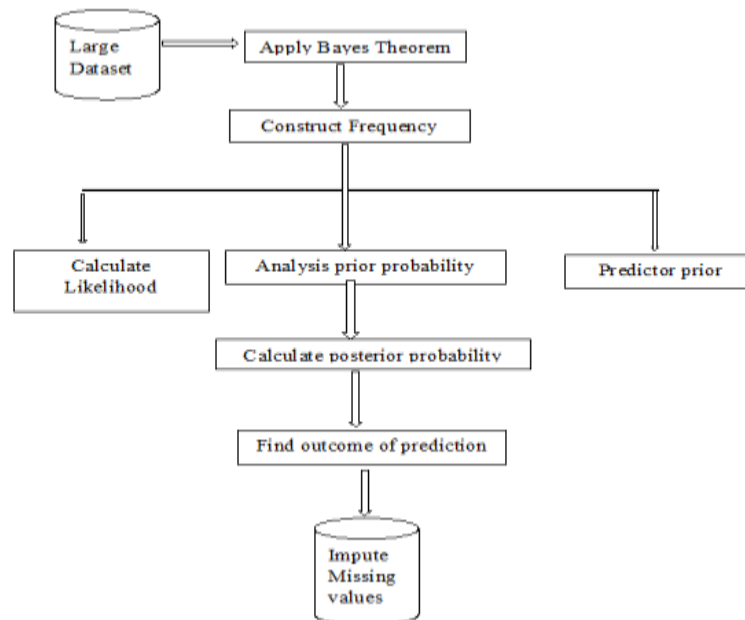 Large
Dataset
Apply Bayes Theorem
Construct Frequency
Calculate
Likelihood
Analysis prior probability
Predictor prior
Calculate posterior probability
Find outcome of prediction
Impute
Missing
values